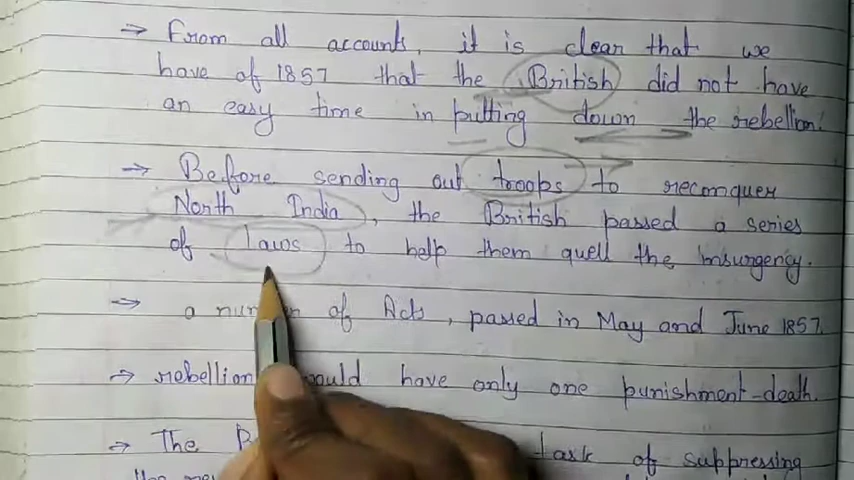 → From all accounts, it is clear that we
have of 1857 that the British did not have
an easy time in putting down the rebellion.
→ Before sending out troops to reconquer
North India, the British passed a series
of laws to help them quell the insurgency.
→ a number of Acts, passed in May and June 1857,
→ rebellion would have only one punishment-death.
→ The task of suppressing